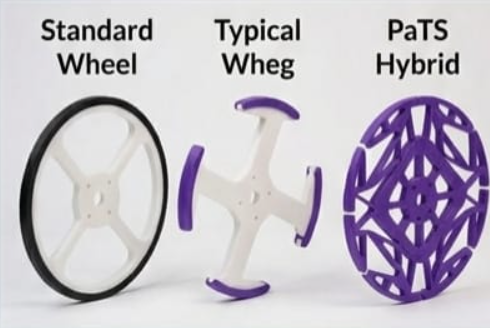 Standard
Wheel
Typical
Wheg
PaTS
Hybrid